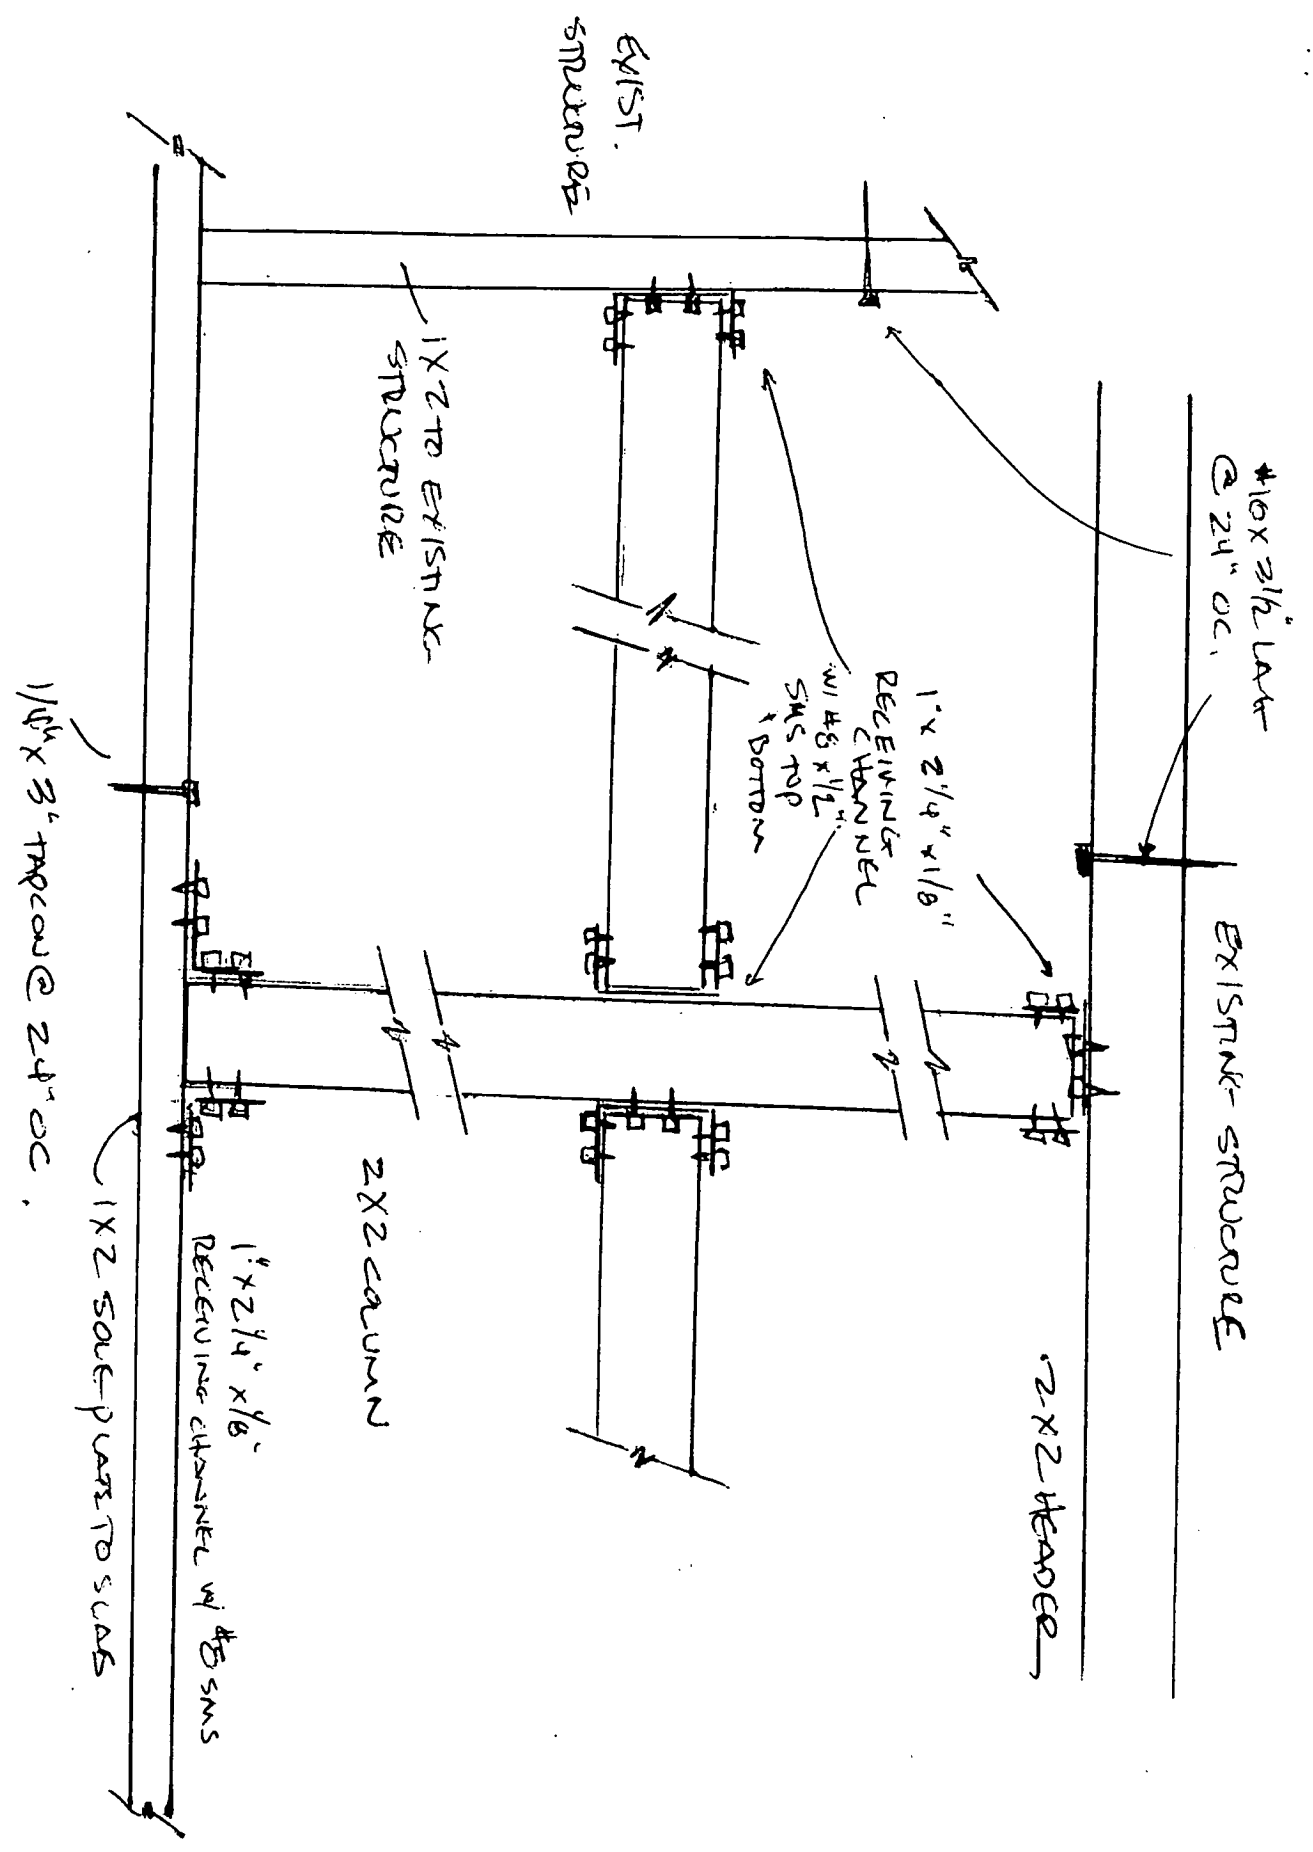 #10 x 3 1/2" LAG
@ 24" OC.
EXISTING STRUCTURE
2X2 HEADER
1" x 2 1/4" x 1/8"
RECEIVING
CHANNEL
W/ #8 x 1/2"
SMS TOP
+ BOTTOM
EXIST.
STRUCTURE
1X2 TO EXISTING
STRUCTURE
2X2 COLUMN
1" x 2 1/4" x 1/8"
RECEIVING CHANNEL W/ #8 SMS
1X2 SOLE PLATE TO SLAB
1/4" x 3" TAPCON @ 24" OC.